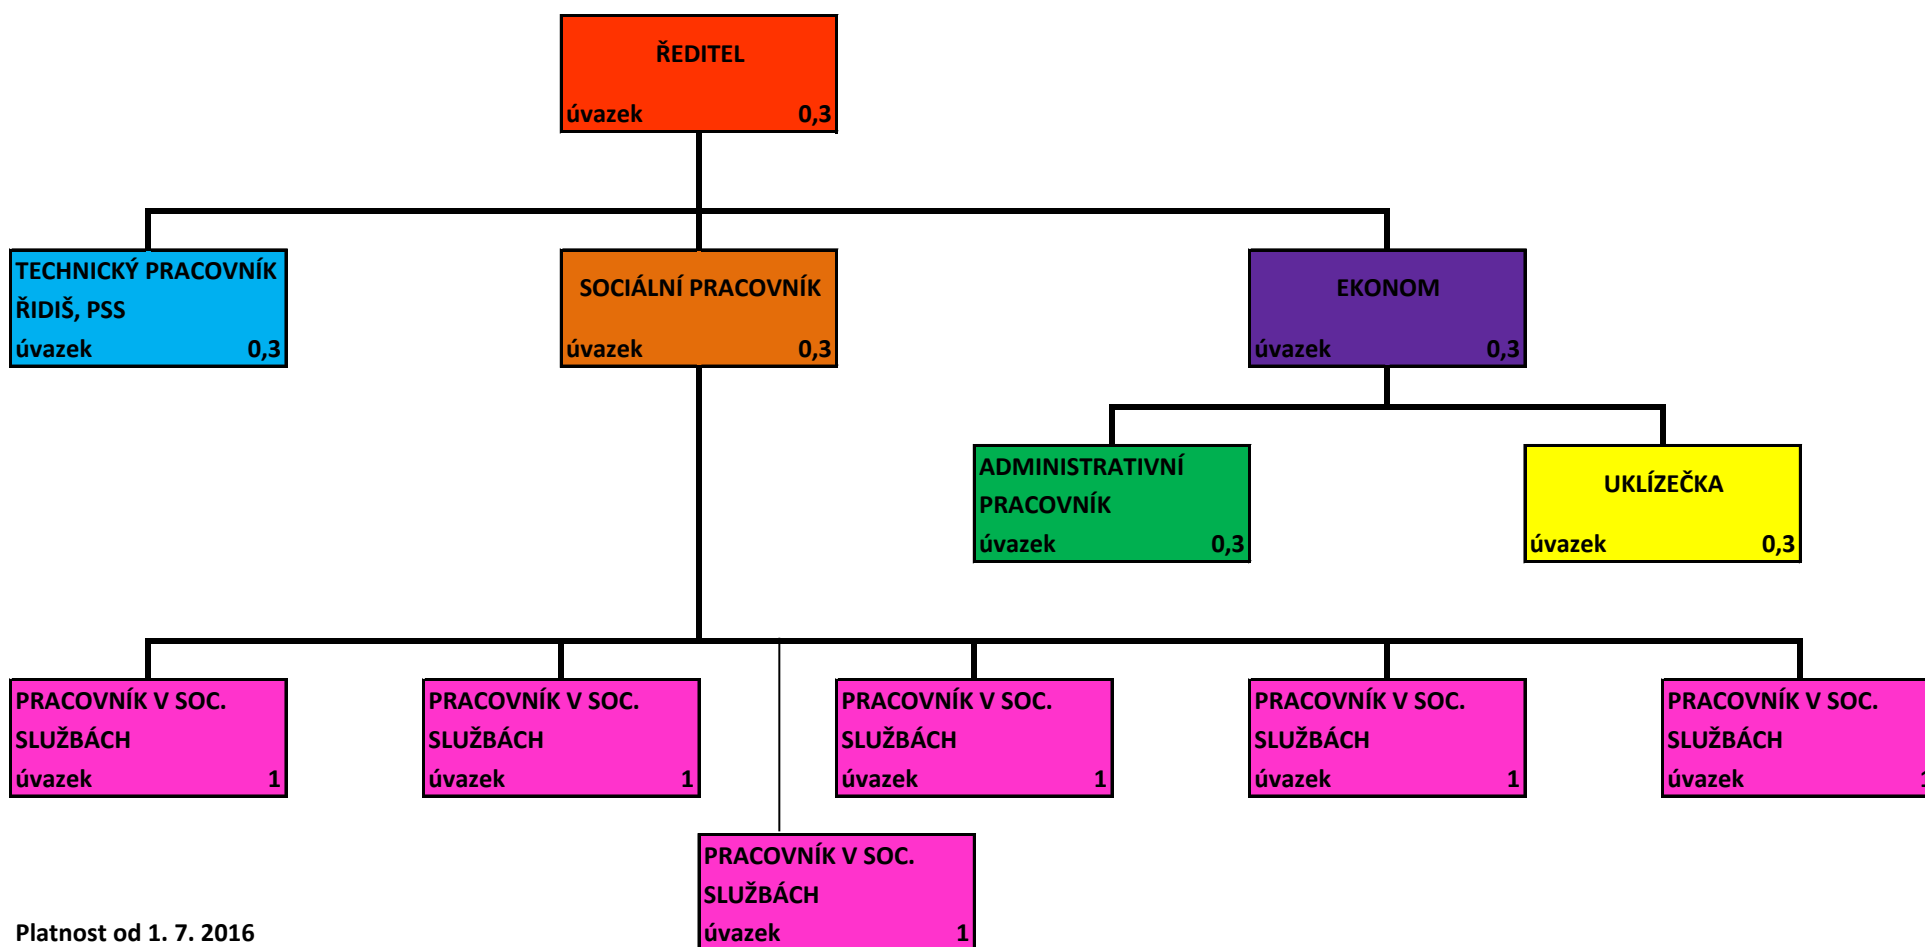 ŘEDITEL
úvazek 0,3
TECHNICKÝ PRACOVNÍK
ŘIDIŠ, PSS
úvazek 0,3
SOCIÁLNÍ PRACOVNÍK
úvazek 0,3
EKONOM
úvazek 0,3
ADMINISTRATIVNÍ
PRACOVNÍK
úvazek 0,3
UKLÍZEČKA
úvazek 0,3
PRACOVNÍK V SOC.
SLUŽBÁCH
úvazek 1
PRACOVNÍK V SOC.
SLUŽBÁCH
úvazek 1
PRACOVNÍK V SOC.
SLUŽBÁCH
úvazek 1
PRACOVNÍK V SOC.
SLUŽBÁCH
úvazek 1
PRACOVNÍK V SOC.
SLUŽBÁCH
úvazek 1
PRACOVNÍK V SOC.
SLUŽBÁCH
úvazek 1
Platnost od 1. 7. 2016